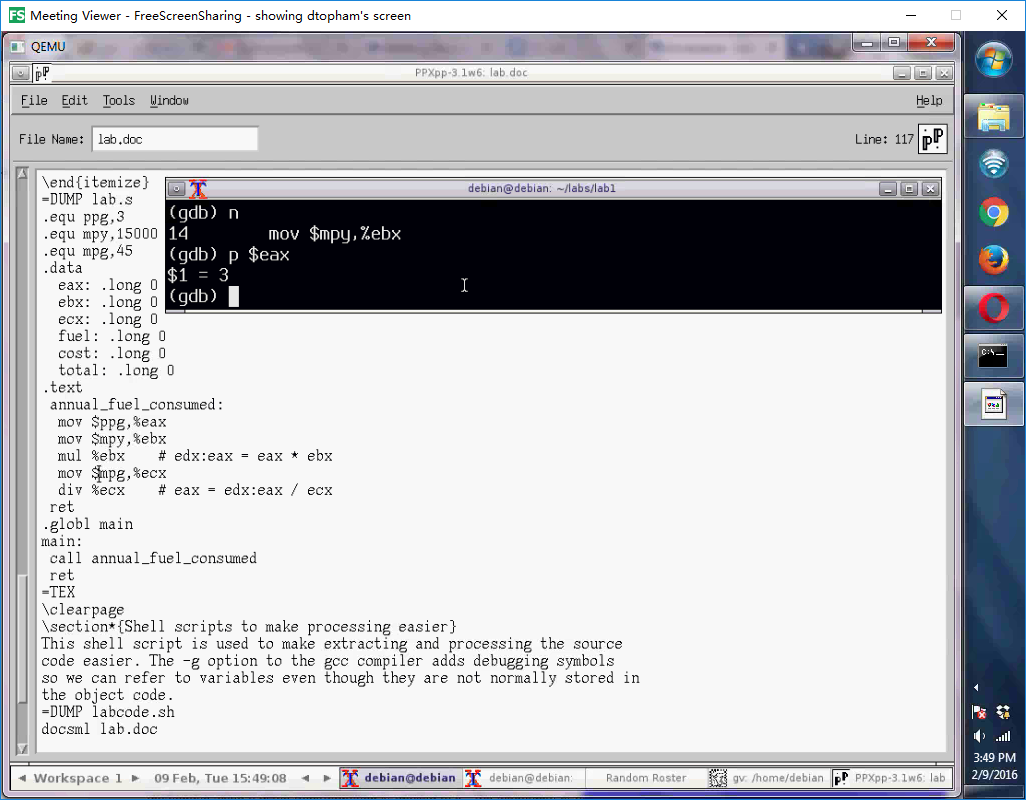 Meeting Viewer - FreeScreenSharing - showing dtopham's screen
QEMU
PPXpp-3.1w6: lab.doc
File Edit Tools Window Help
File Name: lab.doc
Line: 117
\end{itemize}
=DUMP lab.s
.equ ppg,3
.equ mpy,15000
.equ mpg,45
.data
eax: .long 0
ebx: .long 0
ecx: .long 0
fuel: .long 0
cost: .long 0
total: .long 0
.text
annual_fuel_consumed:
mov $ppg,%eax
mov $mpy,%ebx
mul %ebx # edx:eax = eax * ebx
mov $mpg,%ecx
div %ecx # eax = edx:eax / ecx
ret
.globl main
main:
call annual_fuel_consumed
ret
=TEX
\clearpage
\section*{Shell scripts to make processing easier}
This shell script is used to make extracting and processing the source
code easier. The -g option to the gcc compiler adds debugging symbols
so we can refer to variables even though they are not normally stored in
the object code.
=DUMP labcode.sh
docsml lab.doc
debian@debian: ~/labs/lab1
(gdb) n
14 mov $mpy,%ebx
(gdb) p $eax
$1 = 3
(gdb)
Workspace 1
09 Feb, Tue 15:49:08
debian@debian
debian@debian:
Random Roster
gv: /home/debian
PPXpp-3.1w6: lab
3:49 PM
2/9/2016